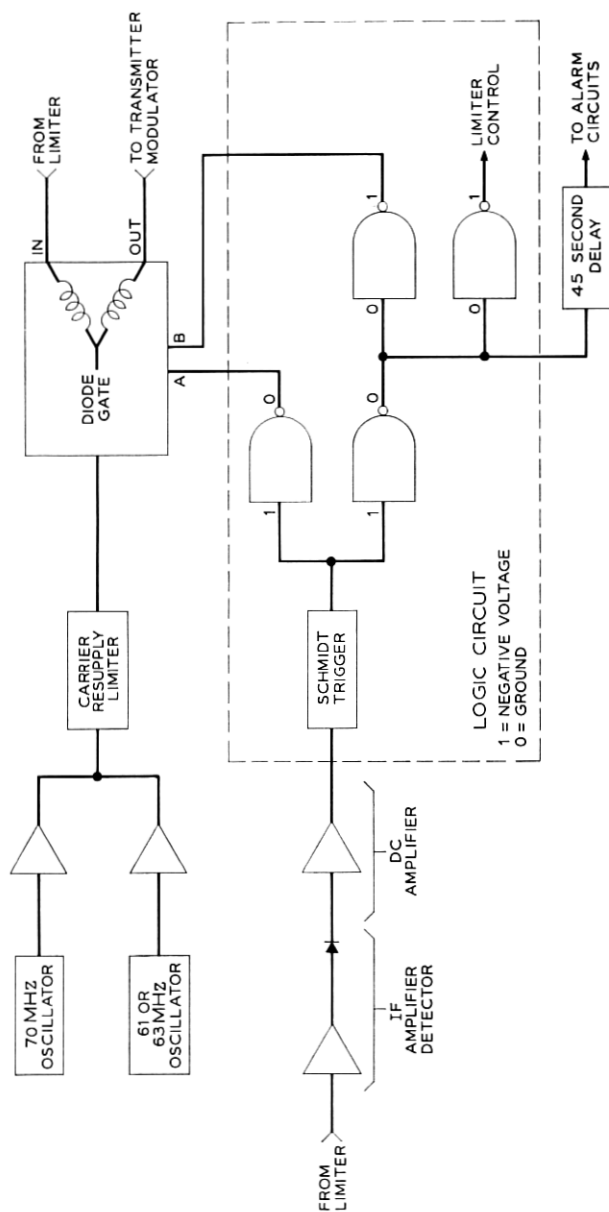 70 MHZ
OSCILLATOR
61 OR
63 MHZ
OSCILLATOR
CARRIER
RESUPPLY
LIMITER
DIODE
GATE
IN
OUT
FROM
LIMITER
TO TRANSMITTER
MODULATOR
A
B
FROM
LIMITER
IF
AMPLIFIER
DETECTOR
DC
AMPLIFIER
SCHMIDT
TRIGGER
1
0
1
0
0
1
0
1
LIMITER
CONTROL
45 SECOND
DELAY
TO ALARM
CIRCUITS
LOGIC CIRCUIT
1 = NEGATIVE VOLTAGE
0 = GROUND